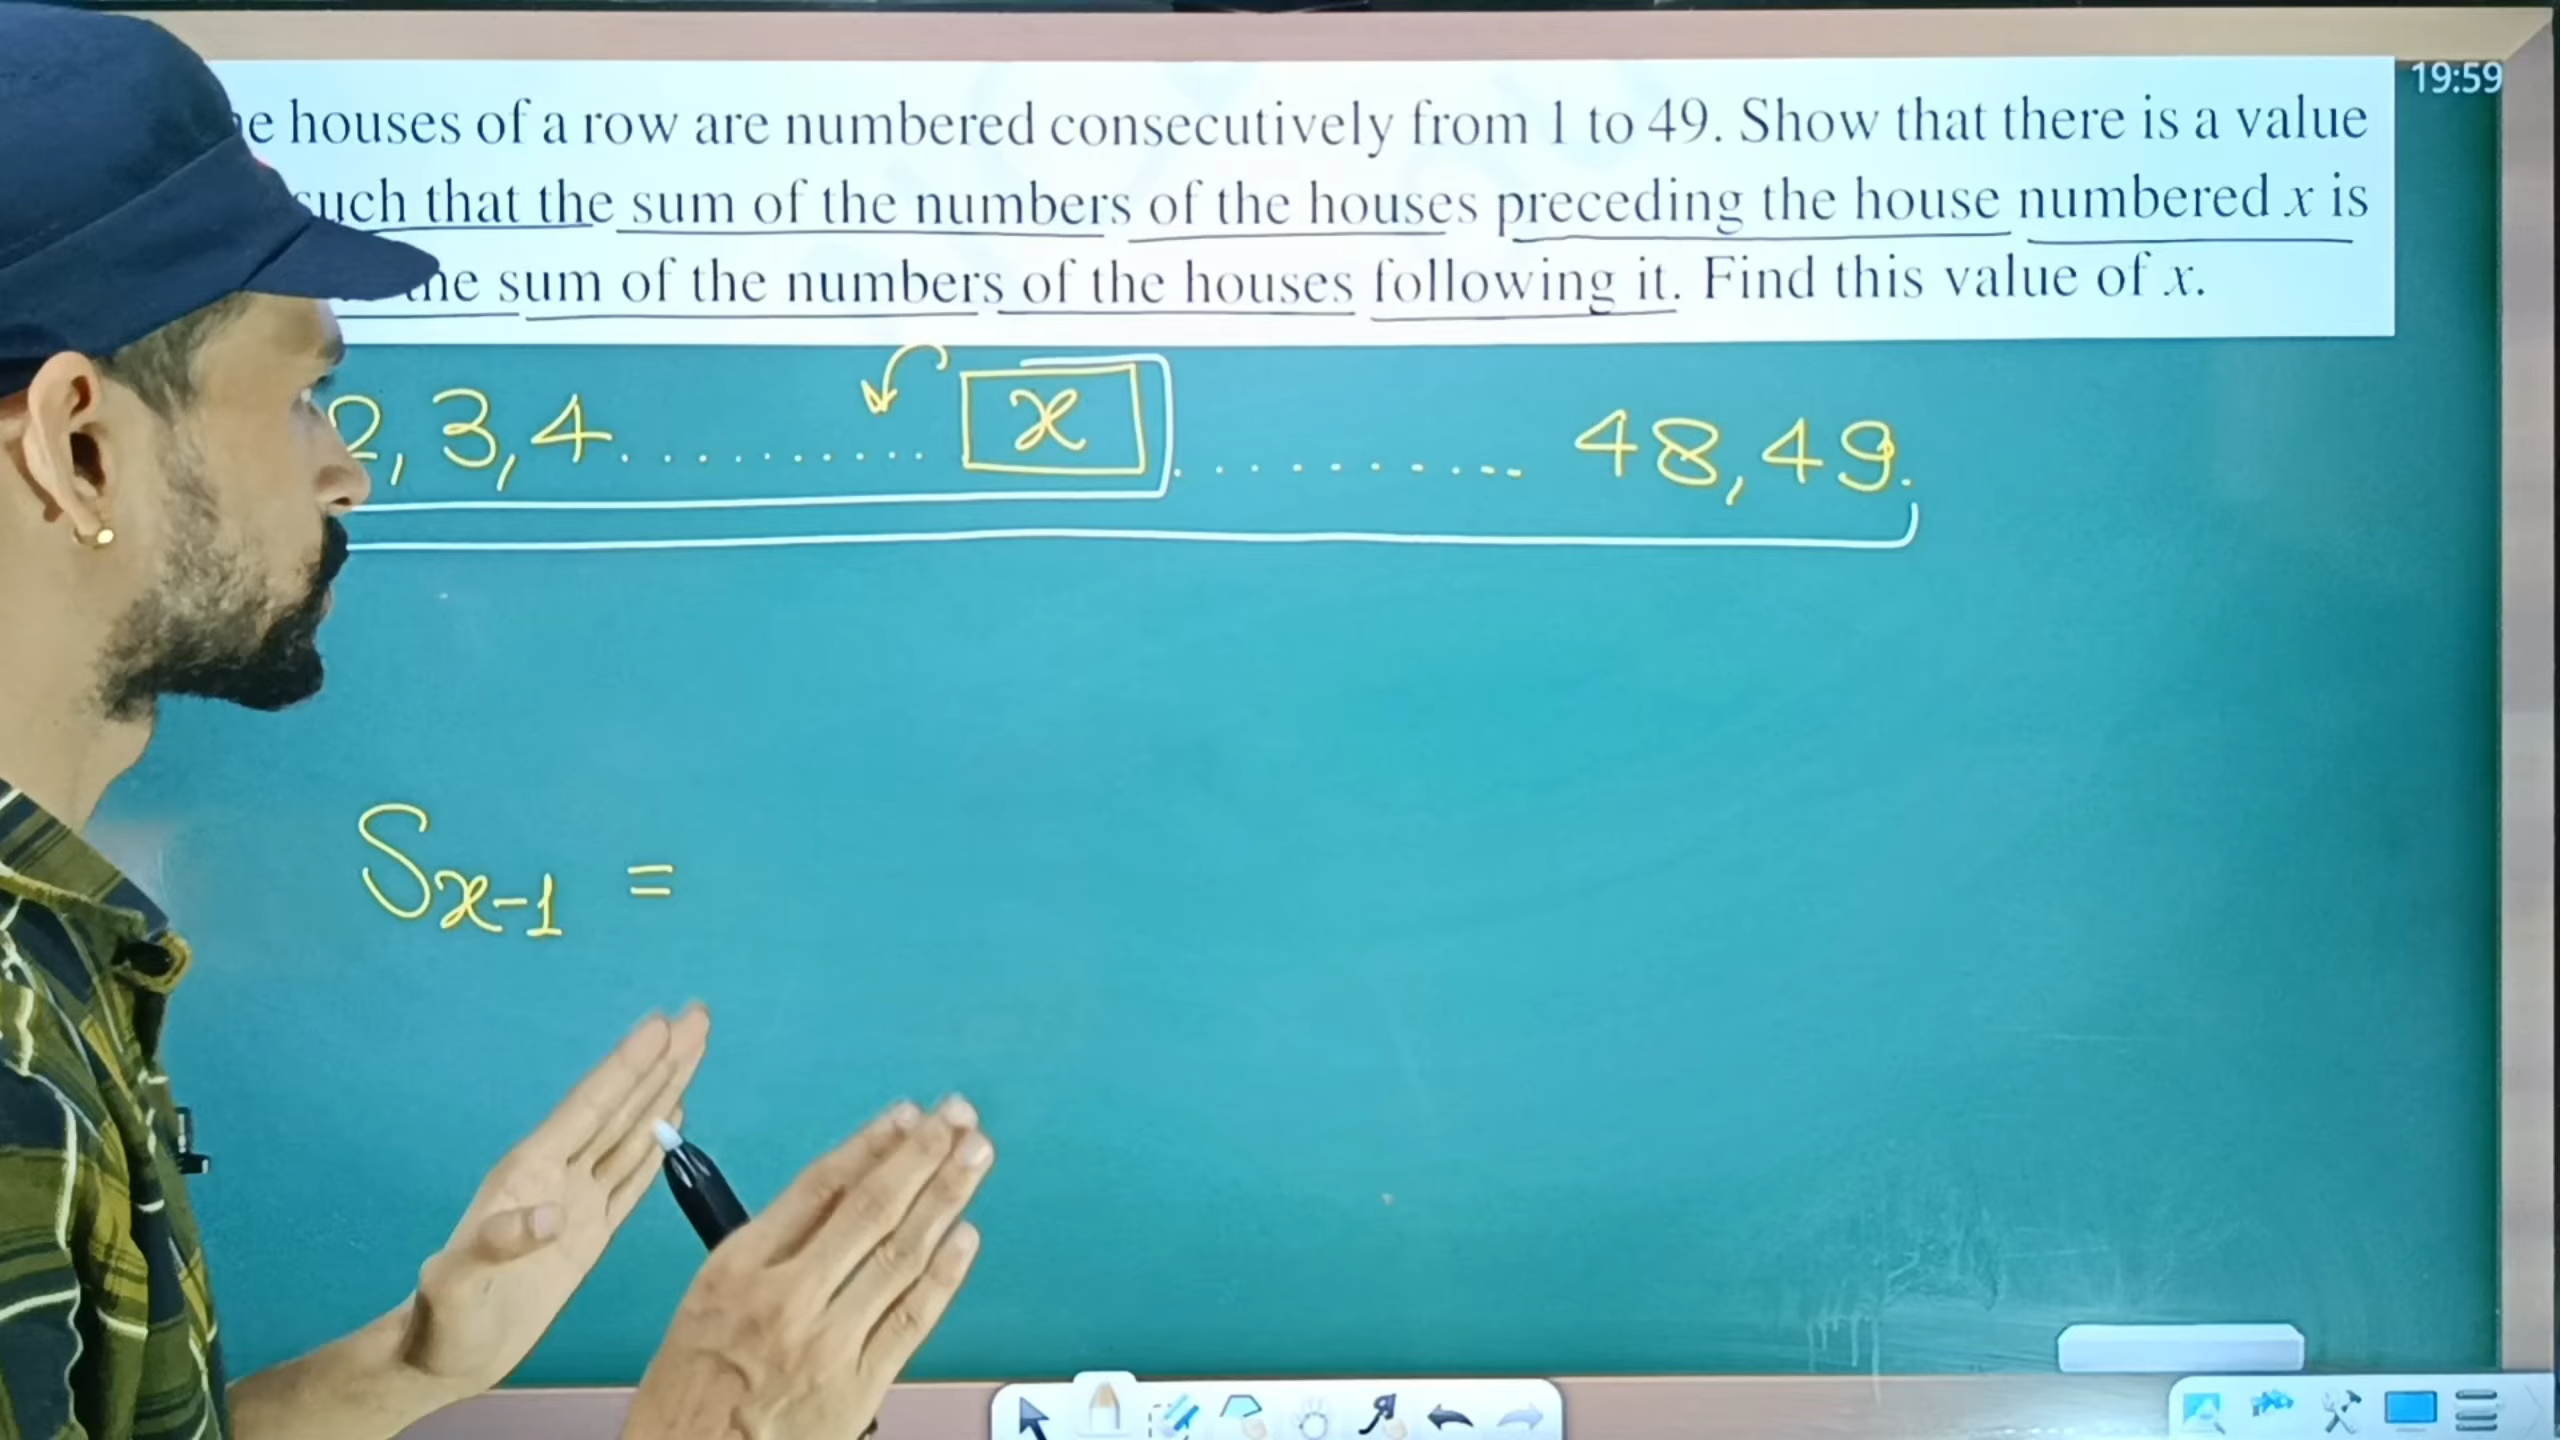 houses of a row are numbered consecutively from 1 to 49. Show that there is a value
such that the sum of the numbers of the houses preceding the house numbered x is
sum of the numbers of the houses following it. Find this value of x.
19:59
2, 3, 4 .......... x .......... 48, 49.
Sx-1 =